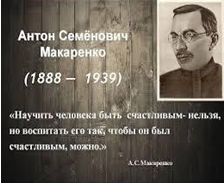 Антон Семёнович
Макаренко
(1888 – 1939)
«Научить человека быть счастливым- нельзя,
но воспитать его так, чтобы он был
счастливым, можно.»
А.С.Макаренко